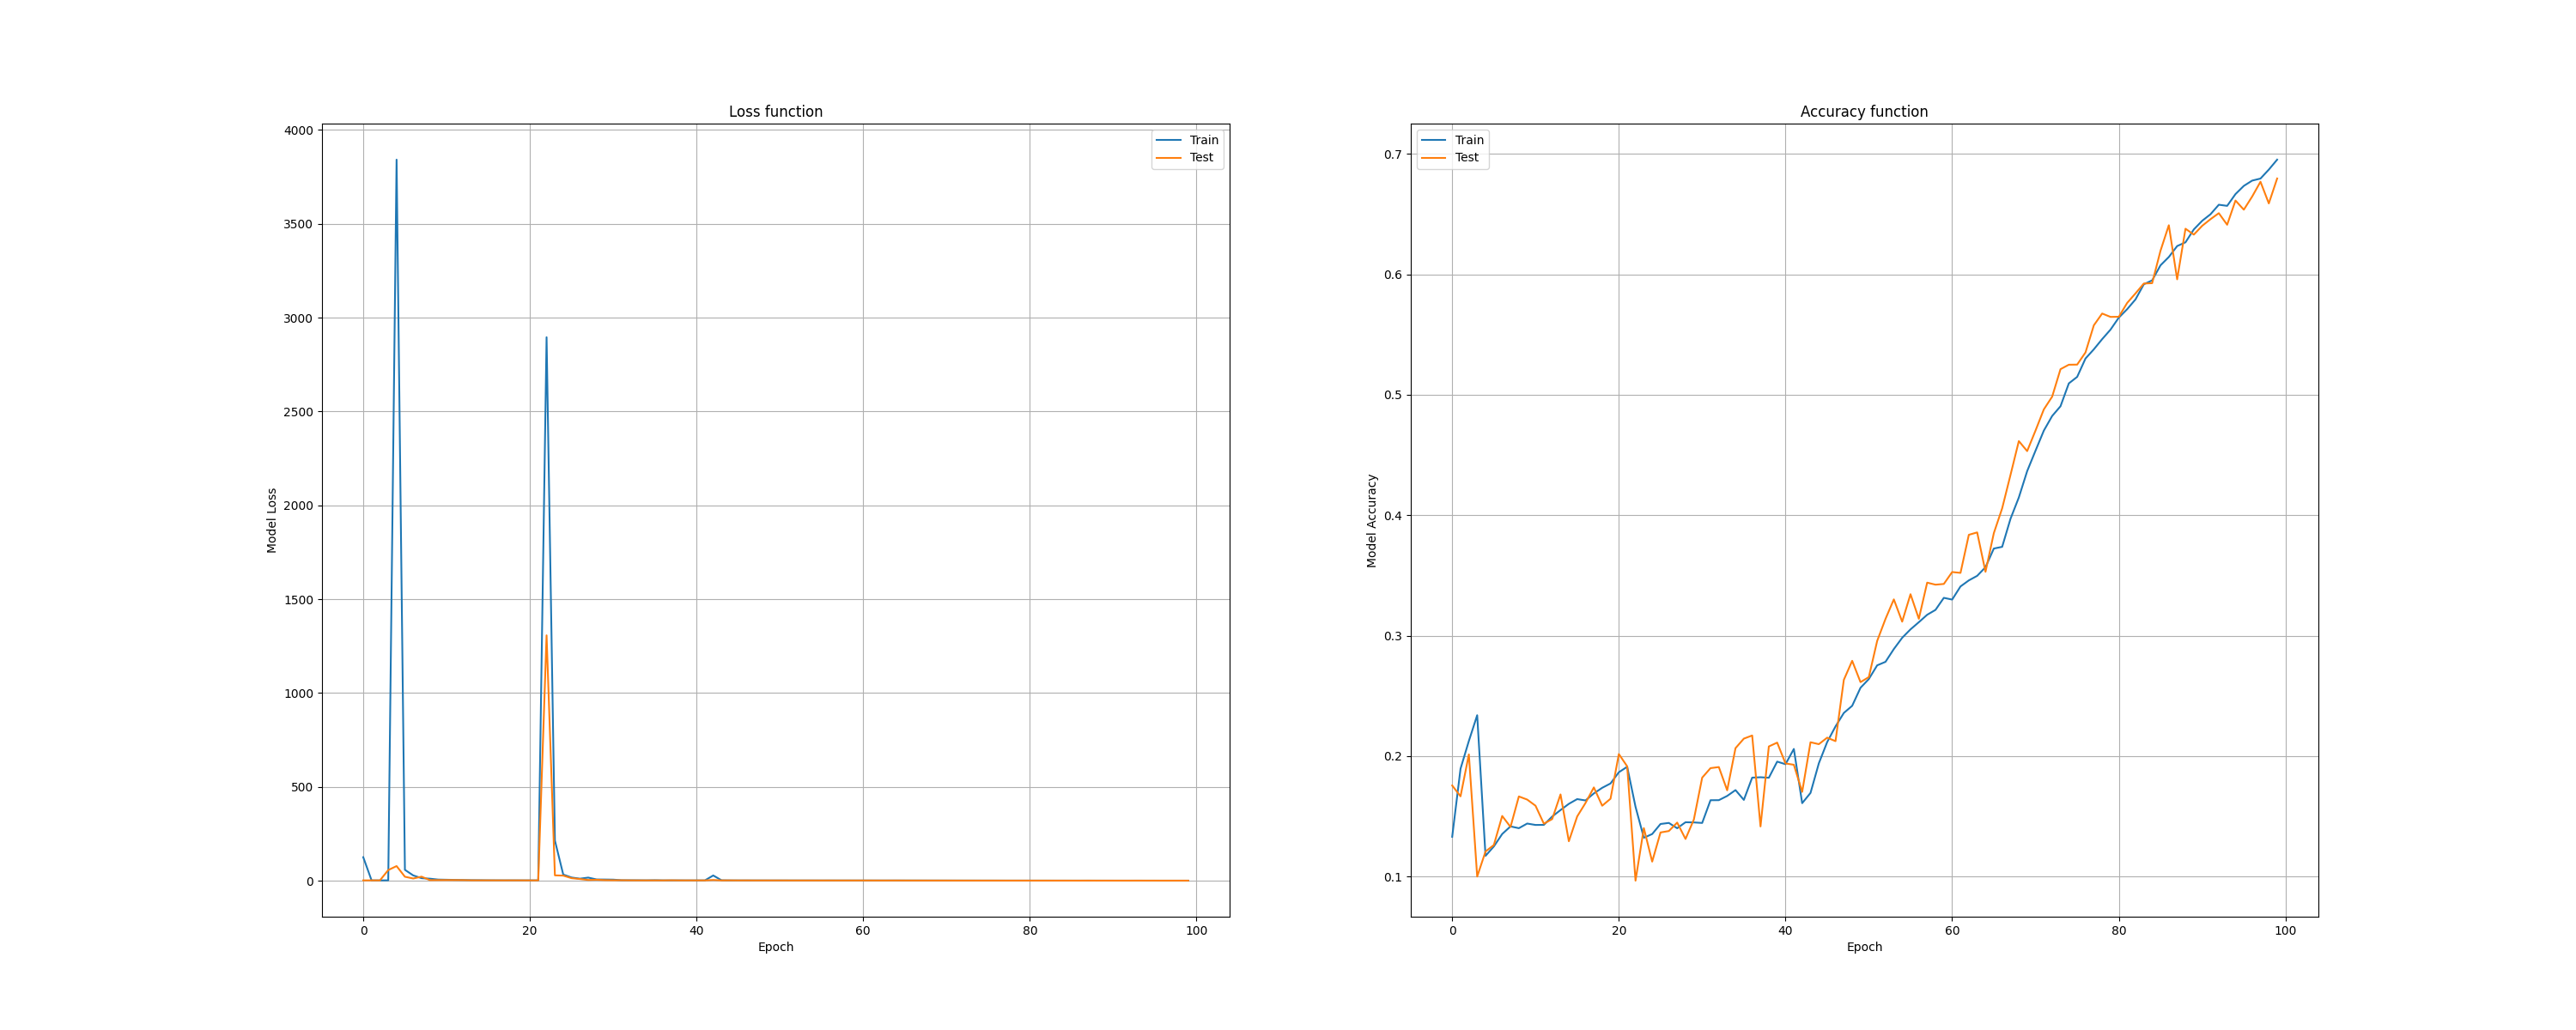 Loss function
4000
3500
3000
2500
2000
1500
1000
500
0
Model Loss
0 20 40 60 80 100
Epoch
Train
Test
Accuracy function
0.7
0.6
0.5
0.4
0.3
0.2
0.1
Model Accuracy
0 20 40 60 80 100
Epoch
Train
Test